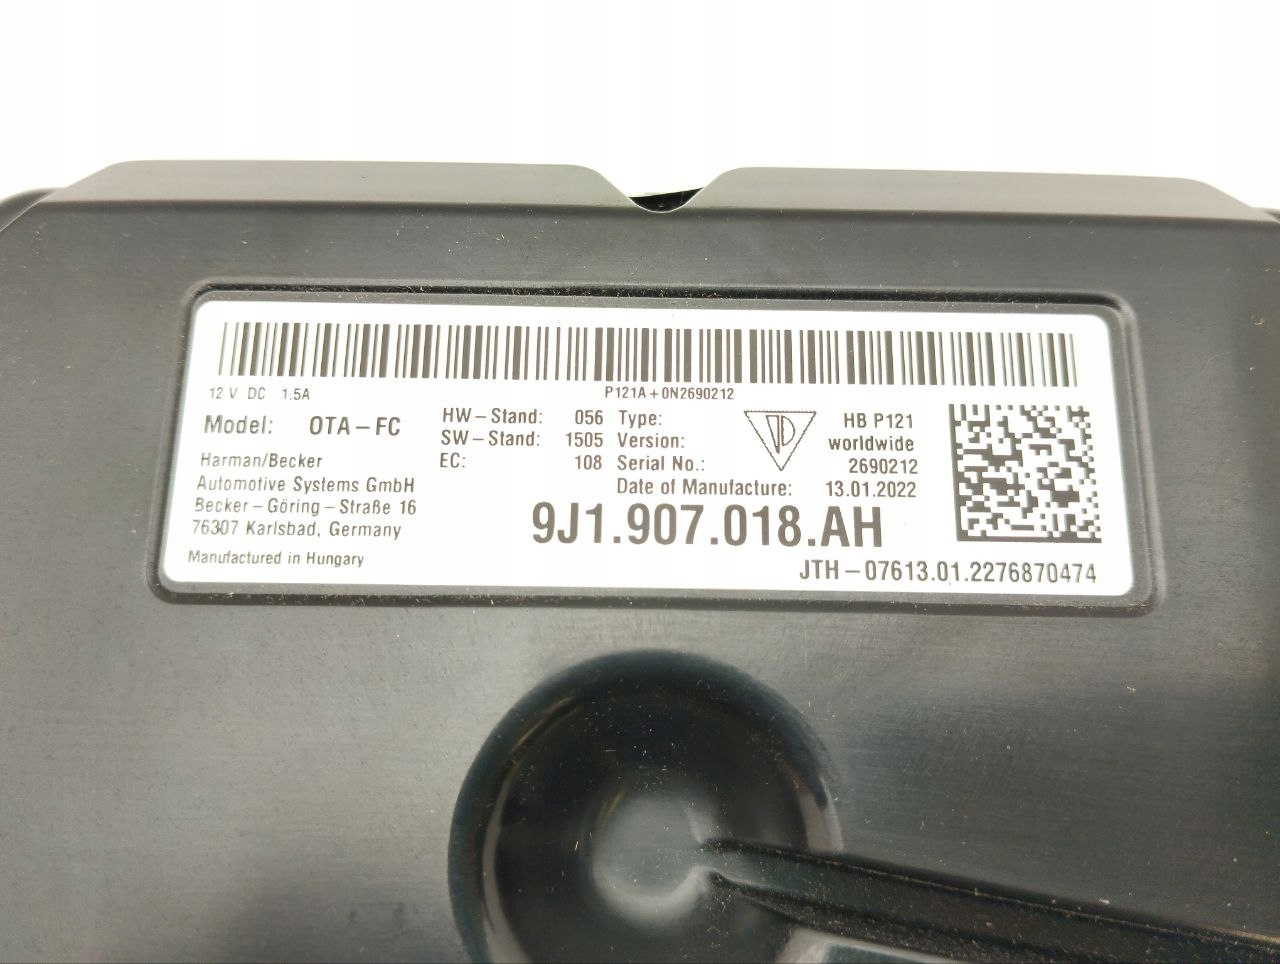 12 V DC 1.5A
P121A+0N2690212
Model: OTA-FC
HW-Stand: 056
SW-Stand: 1505
EC: 108
Type: HB P121
Version: worldwide
Serial No.: 2690212
Date of Manufacture: 13.01.2022
Harman/Becker
Automotive Systems GmbH
Becker-Göring-Straße 16
76307 Karlsbad, Germany
Manufactured in Hungary
9J1.907.018.AH
JTH-07613.01.2276870474